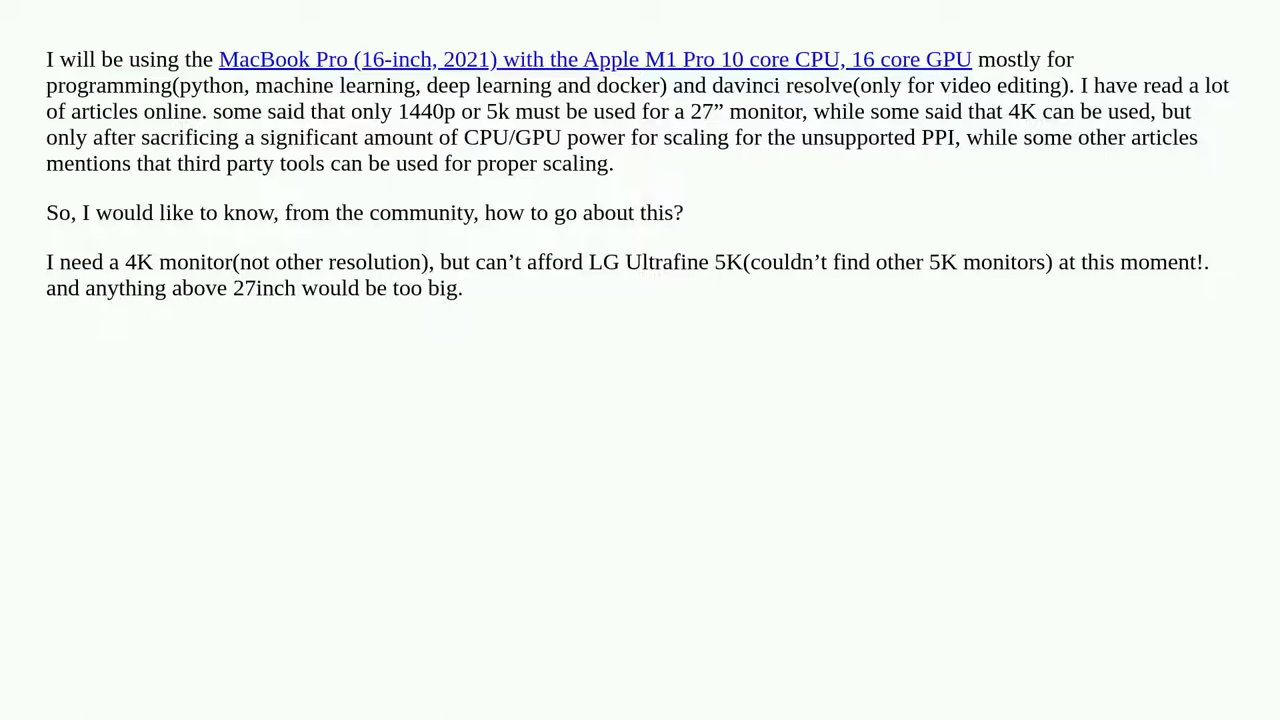 I will be using the MacBook Pro (16-inch, 2021) with the Apple M1 Pro 10 core CPU, 16 core GPU mostly for
programming(python, machine learning, deep learning and docker) and davinci resolve(only for video editing). I have read a lot
of articles online. some said that only 1440p or 5k must be used for a 27” monitor, while some said that 4K can be used, but
only after sacrificing a significant amount of CPU/GPU power for scaling for the unsupported PPI, while some other articles
mentions that third party tools can be used for proper scaling.
So, I would like to know, from the community, how to go about this?
I need a 4K monitor(not other resolution), but can’t afford LG Ultrafine 5K(couldn’t find other 5K monitors) at this moment!.
and anything above 27inch would be too big.